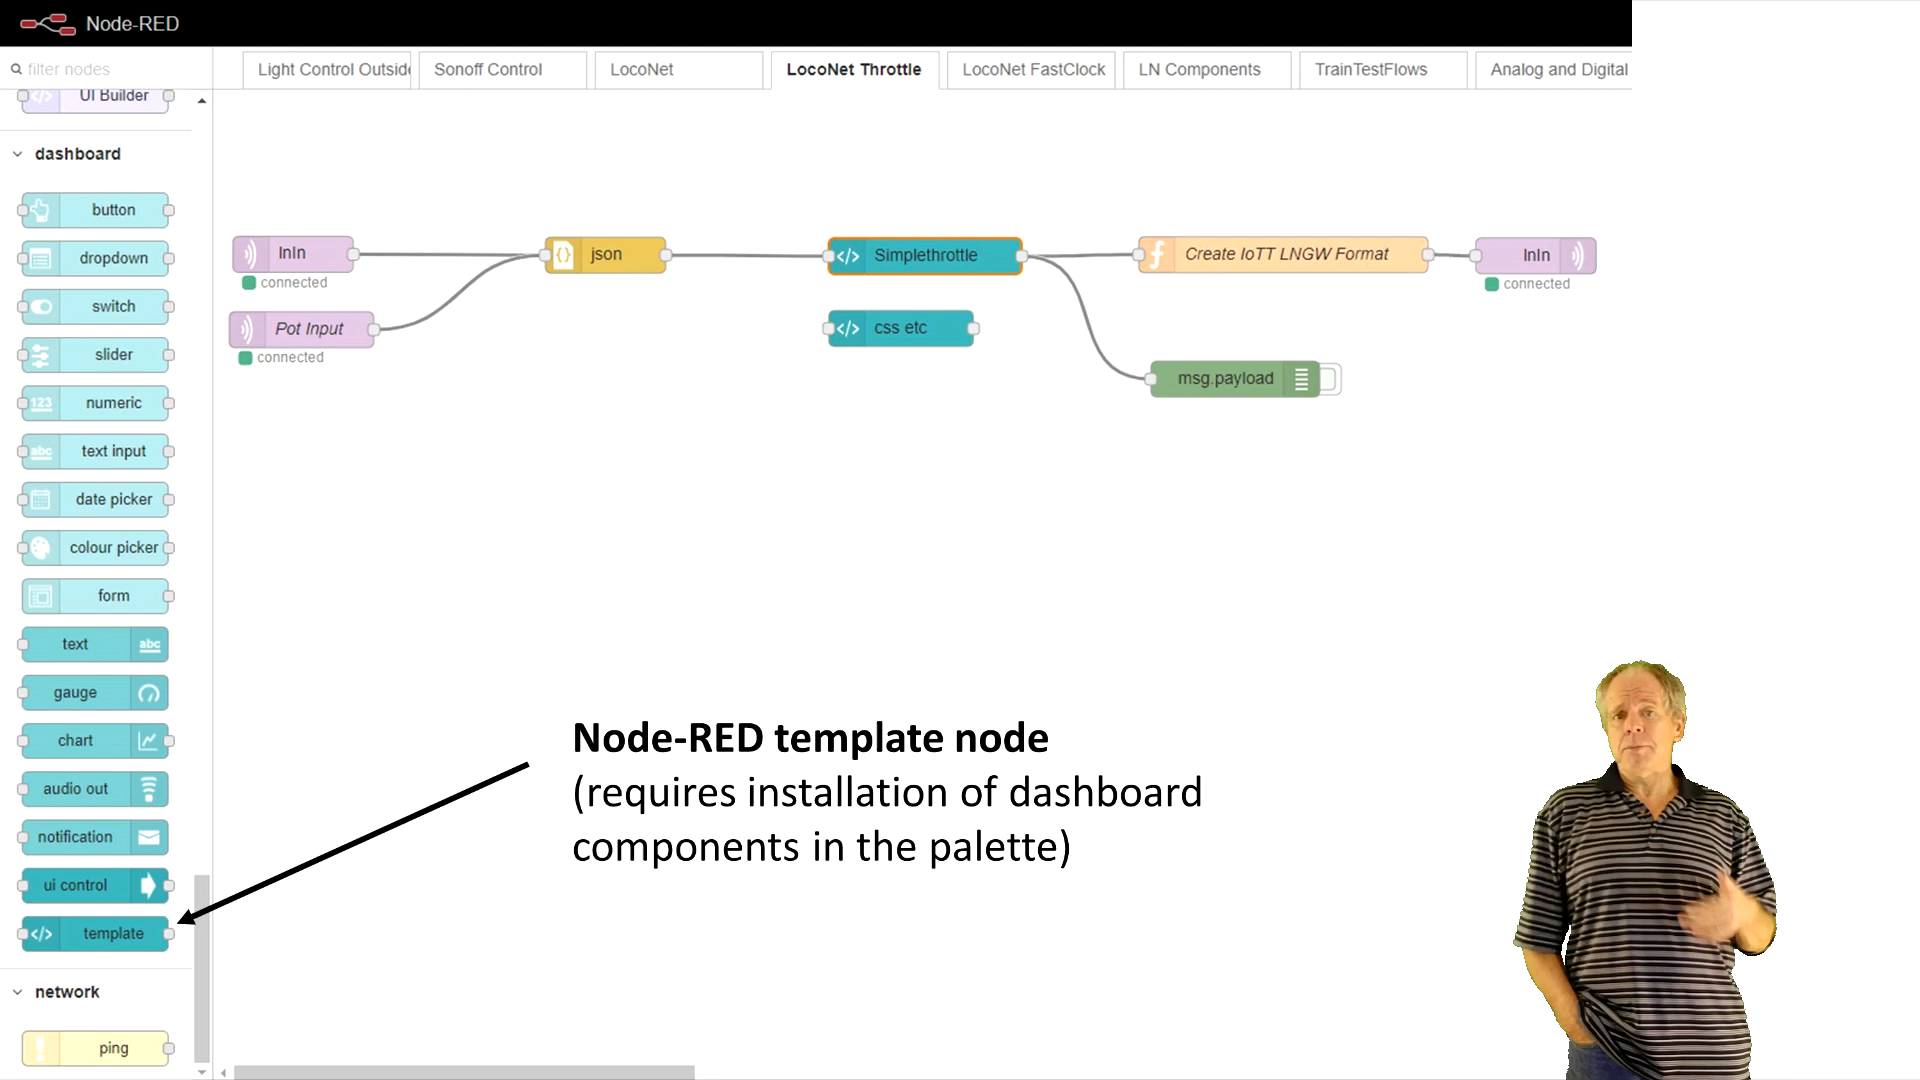 Node-RED
filter nodes
Light Control Outside
Sonoff Control
LocoNet
LocoNet Throttle
LocoNet FastClock
LN Components
TrainTestFlows
Analog and Digital
UI Builder
dashboard
button
dropdown
switch
slider
123 numeric
abc text input
date picker
colour picker
form
text abc
gauge
chart
audio out
notification
ui control
</> template
network
! ping
lnIn
connected
Pot Input
connected
{} json
</> Simplethrottle
</> css etc
f Create IoTT LNGW Format
lnIn
connected
msg.payload
Node-RED template node
(requires installation of dashboard
components in the palette)